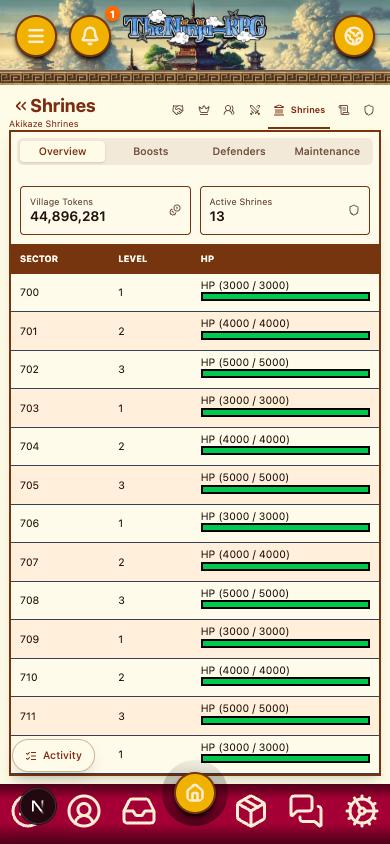 1
TheNinja-RPG
Shrines
Akikaze Shrines
Shrines
Overview
Boosts
Defenders
Maintenance
Village Tokens
44,896,281
Active Shrines
13
SECTOR LEVEL HP
700 1 HP (3000 / 3000)
701 2 HP (4000 / 4000)
702 3 HP (5000 / 5000)
703 1 HP (3000 / 3000)
704 2 HP (4000 / 4000)
705 3 HP (5000 / 5000)
706 1 HP (3000 / 3000)
707 2 HP (4000 / 4000)
708 3 HP (5000 / 5000)
709 1 HP (3000 / 3000)
710 2 HP (4000 / 4000)
711 3 HP (5000 / 5000)
1 HP (3000 / 3000)
Activity
N